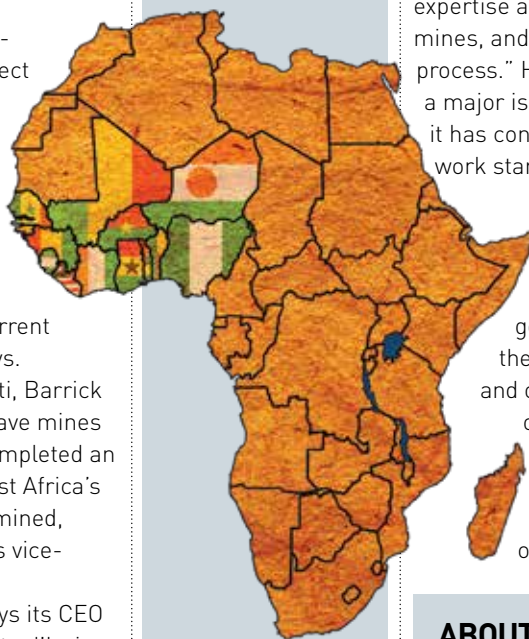 -
ect
rrent
ti, Barrick
ave mines
mpleted an
st Africa's
mined,
s vice-
ys its CEO
expertise a
mines, and
process.” H
a major is
it has con
work star
the
and
ABOUT